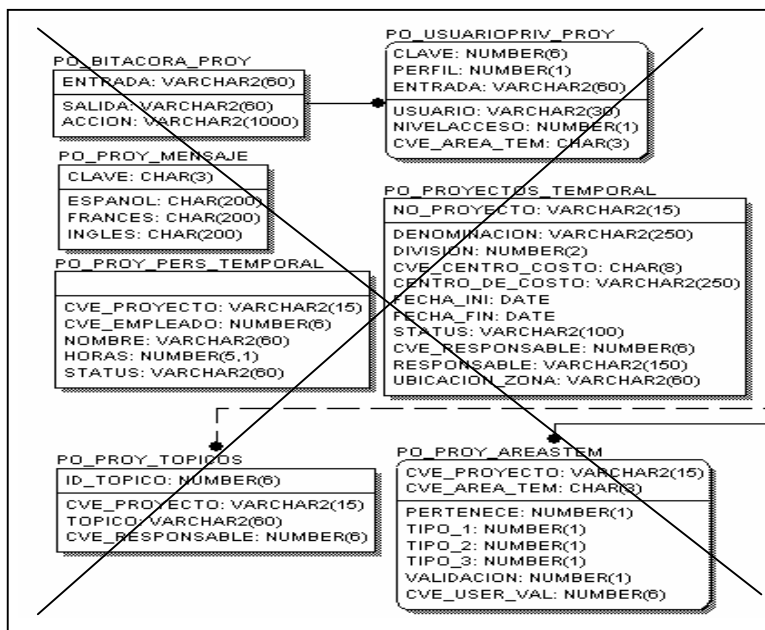 PO_BITACORA_PROY
ENTRADA: VARCHAR2(60)
SALIDA: VARCHAR2(60)
ACCION: VARCHAR2(1000)
PO_USUARIOPRIV_PROY
CLAVE: NUMBER(6)
PERFIL: NUMBER(1)
ENTRADA: VARCHAR2(60)
USUARIO: VARCHAR2(30)
NIVELACCESO: NUMBER(1)
CVE_AREA_TEM: CHAR(3)
PO_PROY_MENSAJE
CLAVE: CHAR(3)
ESPANOL: CHAR(200)
FRANCES: CHAR(200)
INGLES: CHAR(200)
PO_PROYECTOS_TEMPORAL
NO_PROYECTO: VARCHAR2(15)
DENOMINACION: VARCHAR2(250)
DIVISION: NUMBER(2)
CVE_CENTRO_COSTO: CHAR(8)
CENTRO_DE_COSTO: VARCHAR2(250)
FECHA_INI: DATE
FECHA_FIN: DATE
STATUS: VARCHAR2(100)
CVE_RESPONSABLE: NUMBER(6)
RESPONSABLE: VARCHAR2(150)
UBICACION_ZONA: VARCHAR2(60)
PO_PROY_PERS_TEMPORAL
CVE_PROYECTO: VARCHAR2(15)
CVE_EMPLEADO: NUMBER(6)
NOMBRE: VARCHAR2(60)
HORAS: NUMBER(5,1)
STATUS: VARCHAR2(60)
PO_PROY_TOPICOS
ID_TOPICO: NUMBER(6)
CVE_PROYECTO: VARCHAR2(15)
TOPICO: VARCHAR2(60)
CVE_RESPONSABLE: NUMBER(6)
PO_PROY_AREASTEM
CVE_PROYECTO: VARCHAR2(15)
CVE_AREA_TEM: CHAR(3)
PERTENECE: NUMBER(1)
TIPO_1: NUMBER(1)
TIPO_2: NUMBER(1)
TIPO_3: NUMBER(1)
VALIDACION: NUMBER(1)
CVE_USER_VAL: NUMBER(6)